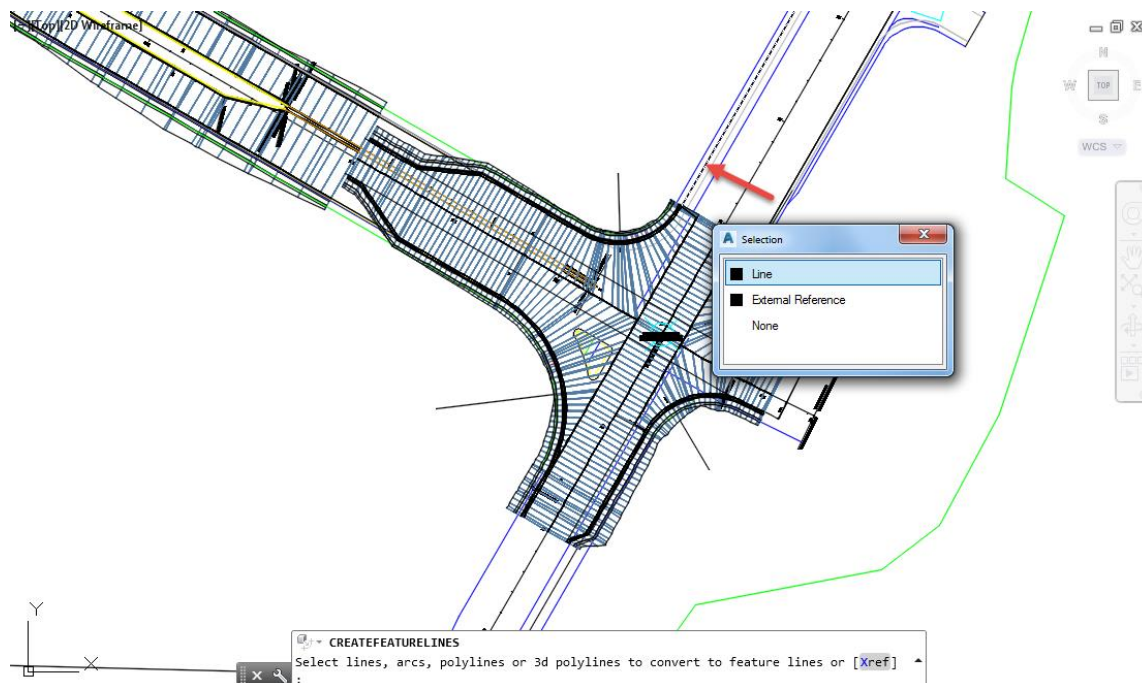 [-][Top][2D Wireframe]
N
W
TOP
E
S
WCS
Selection
Line
External Reference
None
Y
X
CREATEFEATURELINES
Select lines, arcs, polylines or 3d polylines to convert to feature lines or [Xref]
: